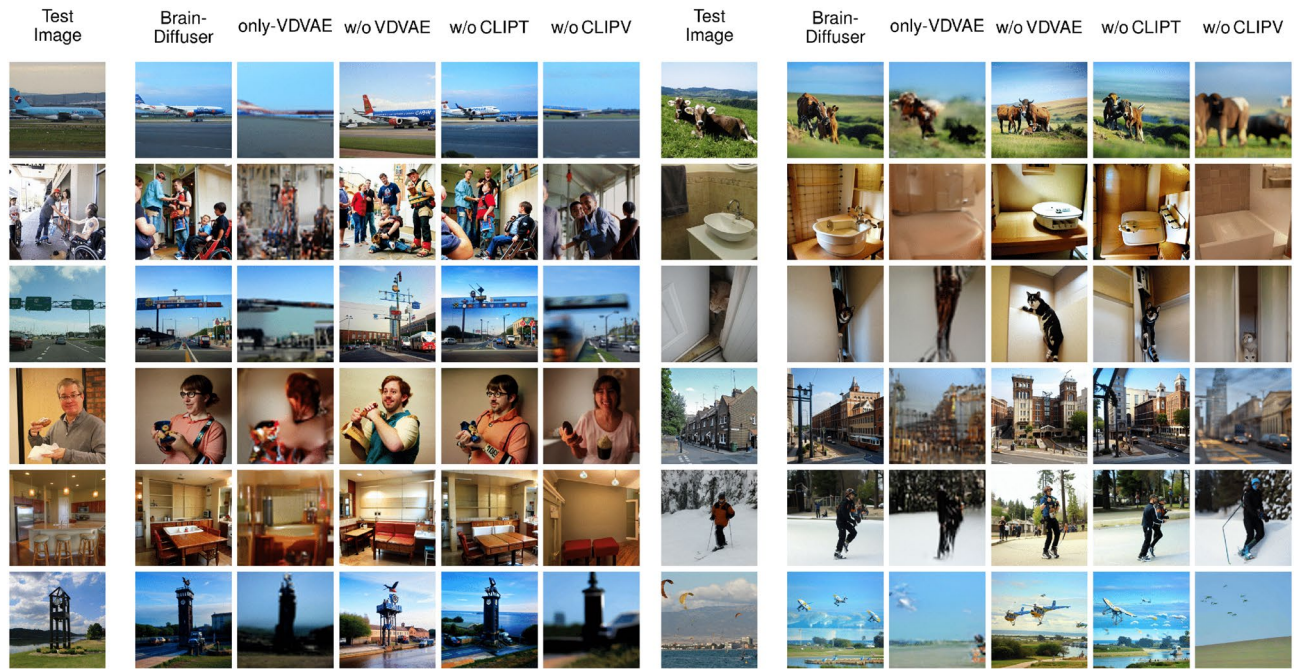 Test
Image
Brain-
Diffuser
only-VDVAE
w/o VDVAE
w/o CLIPT
w/o CLIPV
Test
Image
Brain-
Diffuser
only-VDVAE
w/o VDVAE
w/o CLIPT
w/o CLIPV